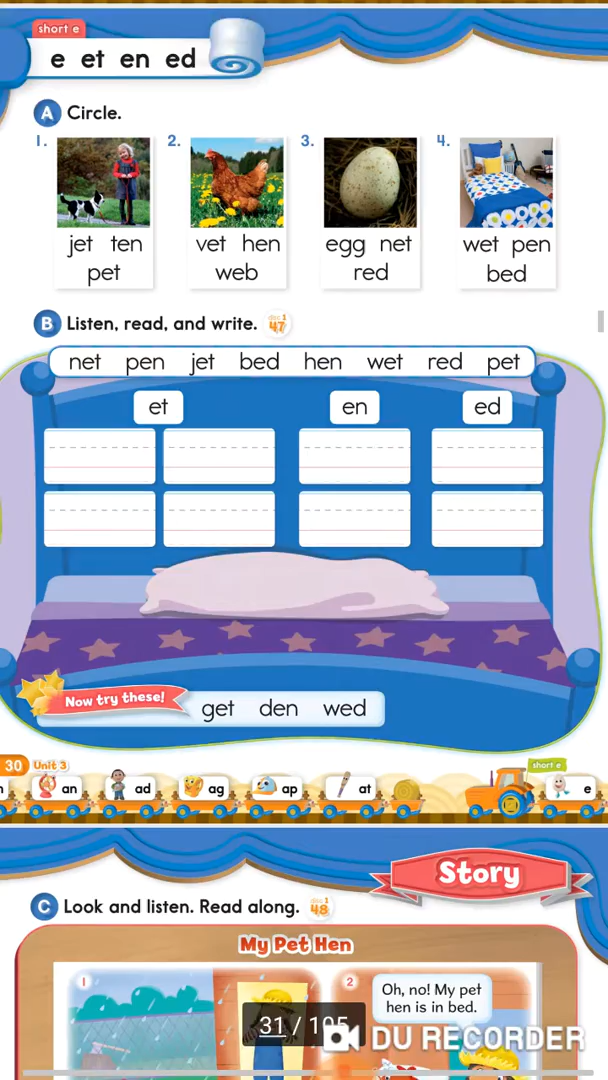 short e
e et en ed
A Circle.
1. 2. 3. 4.
jet ten
pet
vet hen
web
egg net
red
wet pen
bed
B Listen, read, and write. disc 1 47
net pen jet bed hen wet red pet
et en ed
Now try these! get den wed
30 Unit 3
short e
an ad ag ap at e
Story
C Look and listen. Read along. disc 1 48
My Pet Hen
1
2
Oh, no! My pet
hen is in bed.
31 / 105
DU RECORDER